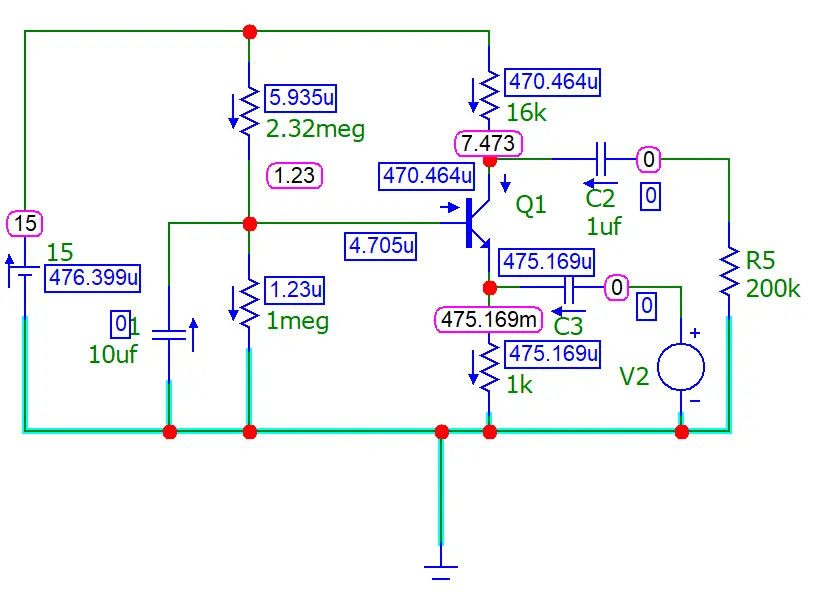 470.464u
5.935u
16k
2.32meg
7.473
1.23
470.464u
0
Q1
C2
0
15
1uf
15
4.705u
475.169u
R5
476.399u
1.23u
0
200k
0
1
1meg
475.169m
C3
10uf
475.169u
V2
+
1k
−